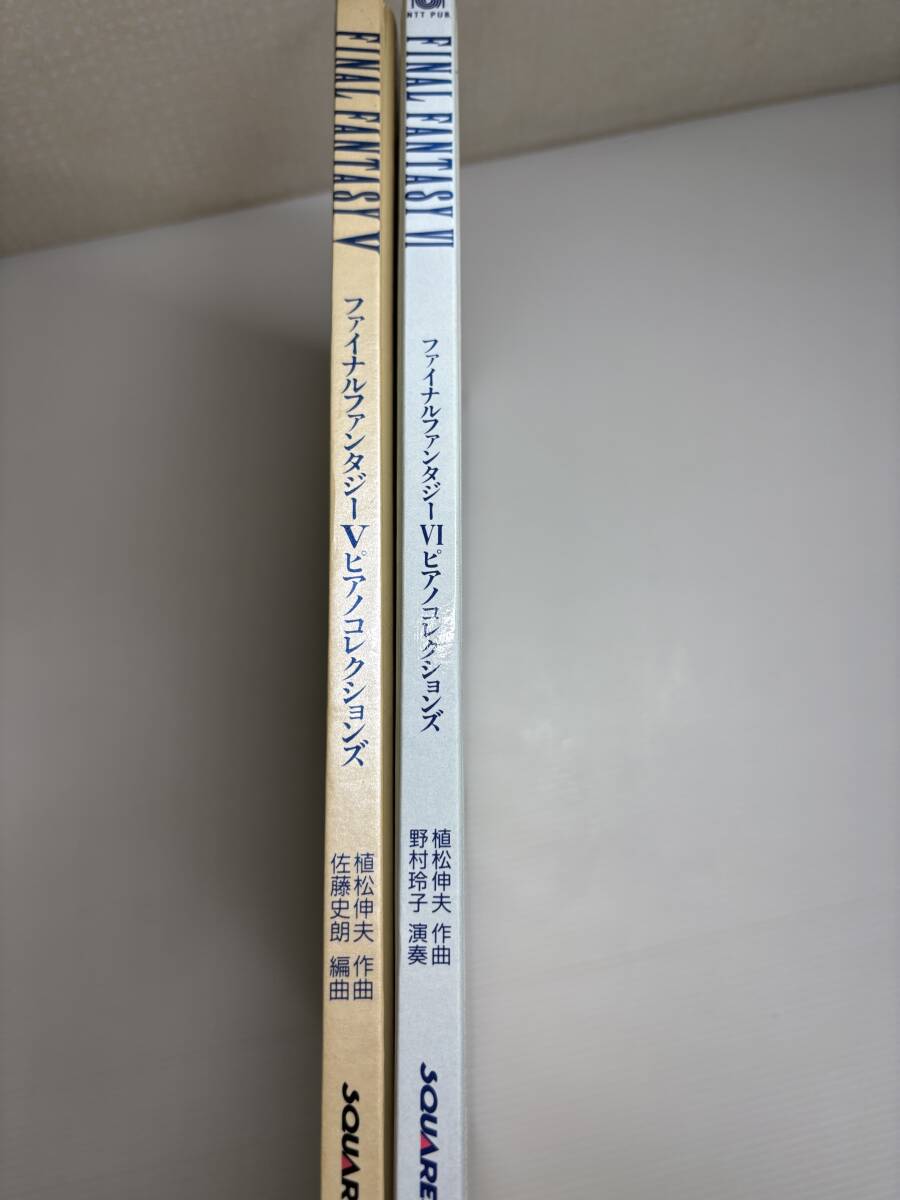 FINAL FANTASY V
ファイナルファンタジーV ピアノコレクションズ
植松伸夫 作曲
佐藤史朗 編曲
SQUAR
NTT PUB.
FINAL FANTASY VI
ファイナルファンタジーVI ピアノコレクションズ
植松伸夫 作曲
野村玲子 演奏
SQUARE